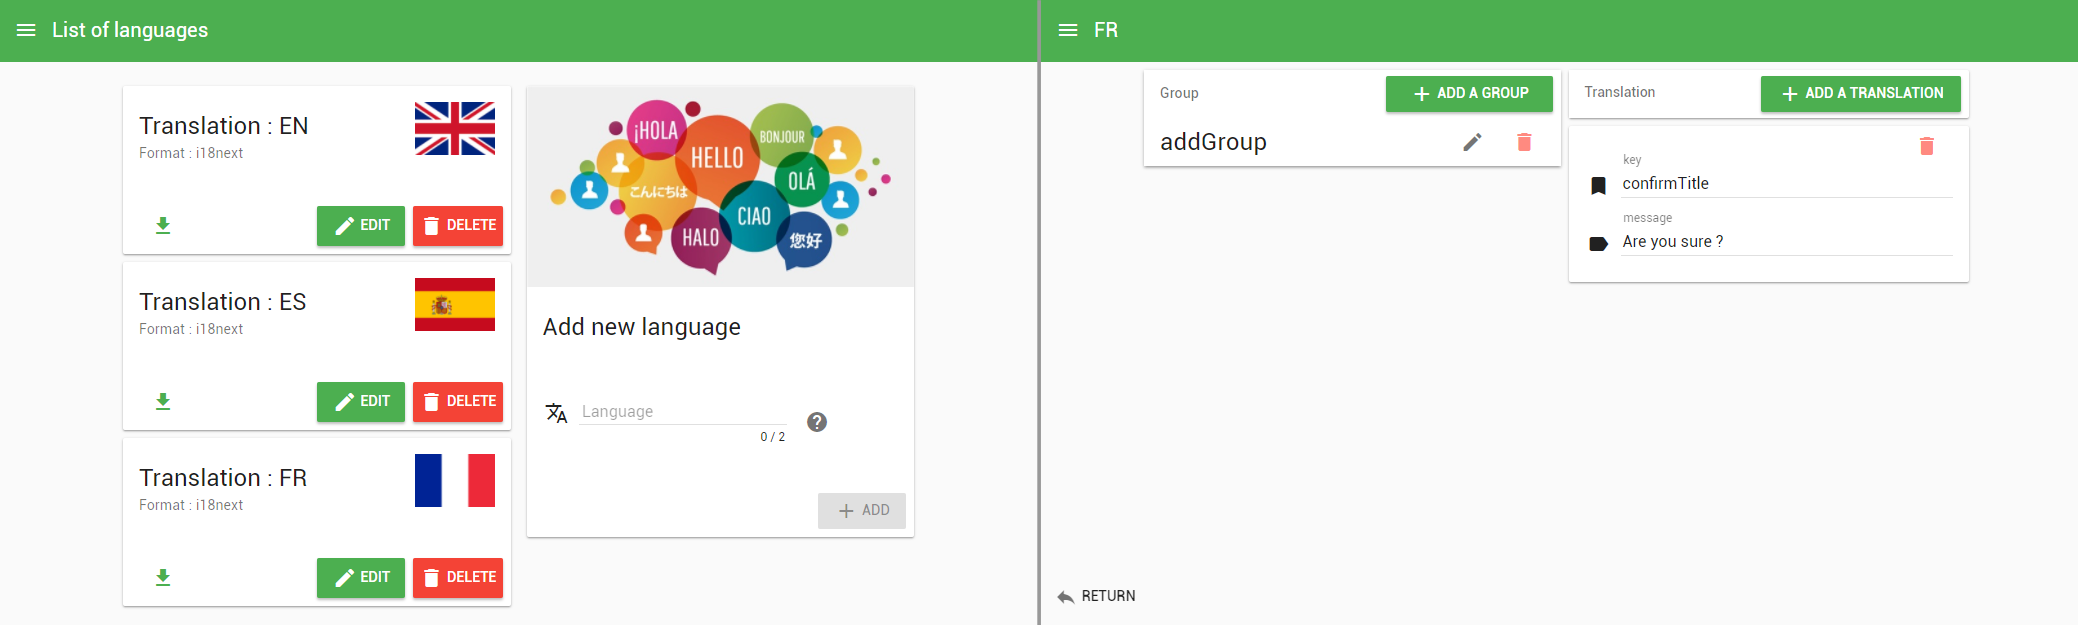 List of languages
Translation : EN
Format : i18next
EDIT
DELETE
Translation : ES
Format : i18next
EDIT
DELETE
Translation : FR
Format : i18next
EDIT
DELETE
¡HOLA
HELLO
BONJOUR
こんにちは
OLÁ
CIAO
HALO
您好
Add new language
Language
0 / 2
ADD
FR
Group
ADD A GROUP
addGroup
Translation
ADD A TRANSLATION
key
confirmTitle
message
Are you sure ?
RETURN